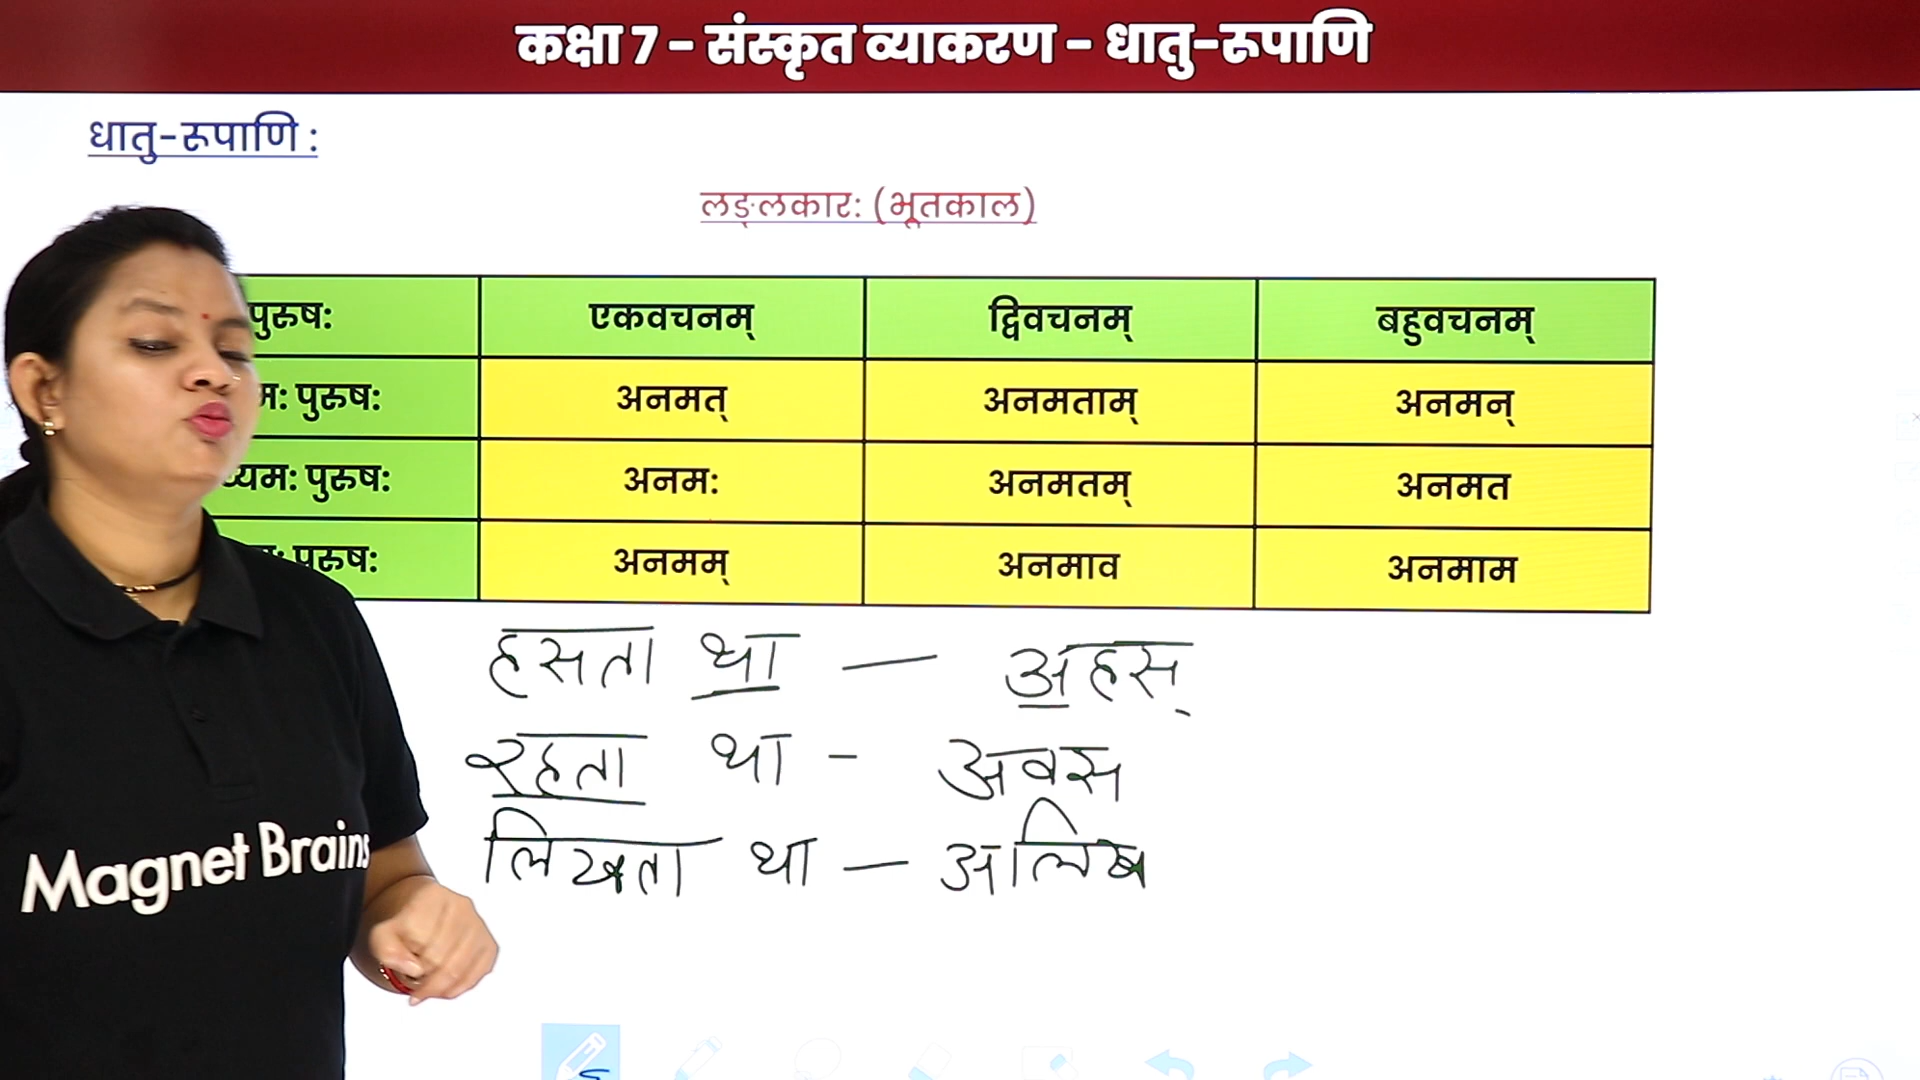 कक्षा 7 - संस्कृत व्याकरण - धातु-रूपाणि
धातु-रूपाणि :
लङ्लकारः (भूतकाल)
पुरुषः एकवचनम् द्विवचनम् बहुवचनम्
पुरुषः अनमत् अनमताम् अनमन्
पुरुषः अनमः अनमतम् अनमत
पुरुषः अनमम् अनमाव अनमाम
हसता था — अहस्
रहता था - अवस
लिखता था — अलिख
Magnet Brains